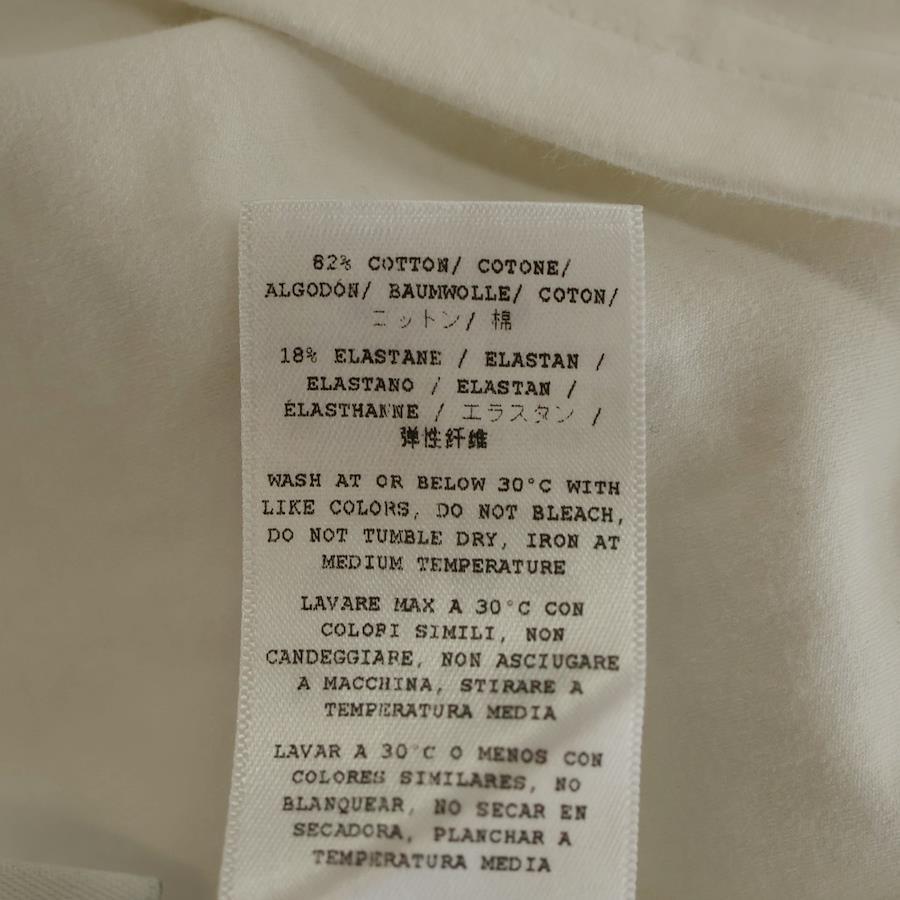 82% COTTON/ COTONE/
ALGODÓN/ BAUMWOLLE/ COTON/
コットン/ 棉
18% ELASTANE / ELASTAN /
ELASTANO / ELASTAN /
ÉLASTHANNE / エラスタン /
弹性纤维
WASH AT OR BELOW 30°C WITH
LIKE COLORS, DO NOT BLEACH,
DO NOT TUMBLE DRY, IRON AT
MEDIUM TEMPERATURE
LAVARE MAX A 30°C CON
COLORI SIMILI, NON
CANDEGGIARE, NON ASCIUGARE
A MACCHINA, STIRARE A
TEMPERATURA MEDIA
LAVAR A 30°C O MENOS CON
COLORES SIMILARES, NO
BLANQUEAR, NO SECAR EN
SECADORA, PLANCHAR A
TEMPERATURA MEDIA